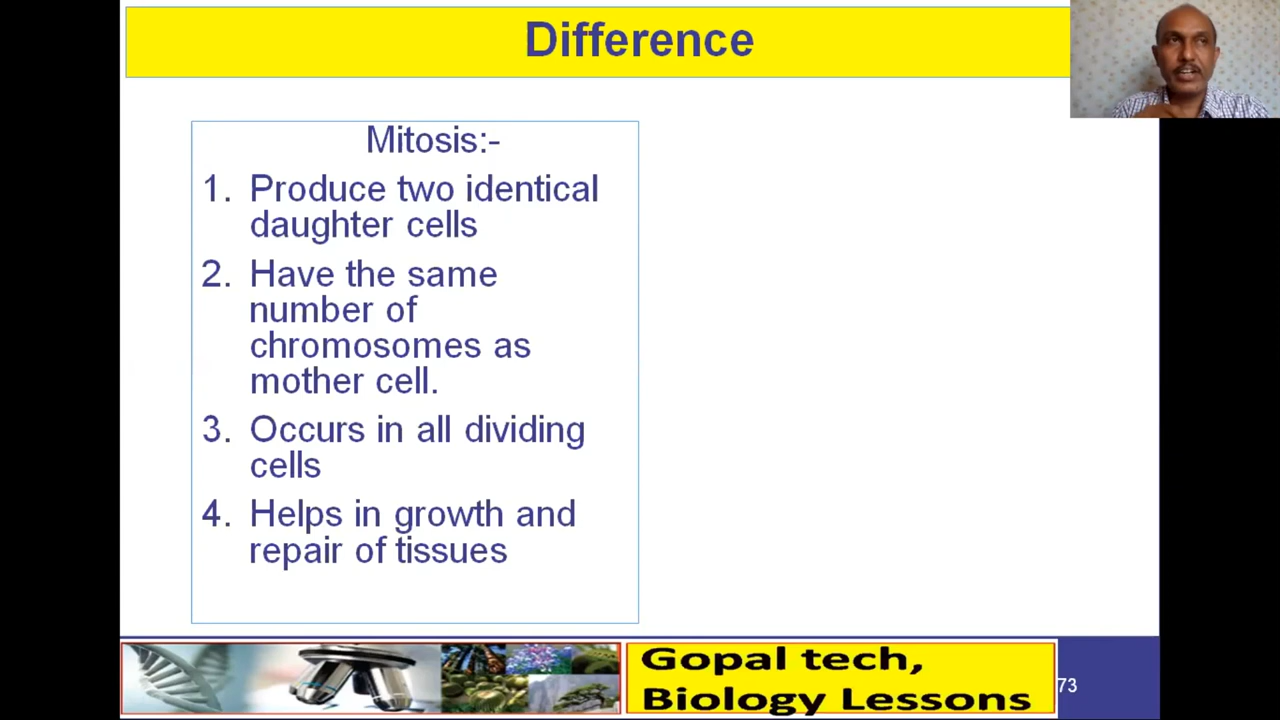 Difference
Mitosis:-
1. Produce two identical
daughter cells
2. Have the same
number of
chromosomes as
mother cell.
3. Occurs in all dividing
cells
4. Helps in growth and
repair of tissues
Gopal tech,
Biology Lessons
73